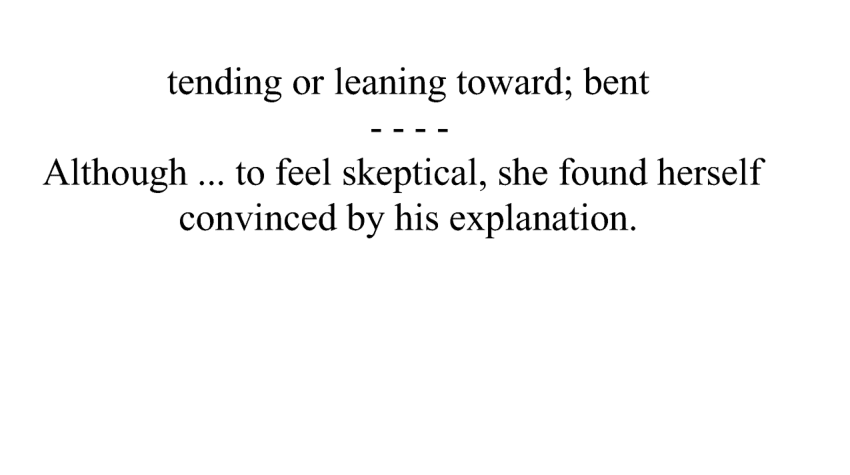 tending or leaning toward; bent
- - - -
Although ... to feel skeptical, she found herself
convinced by his explanation.